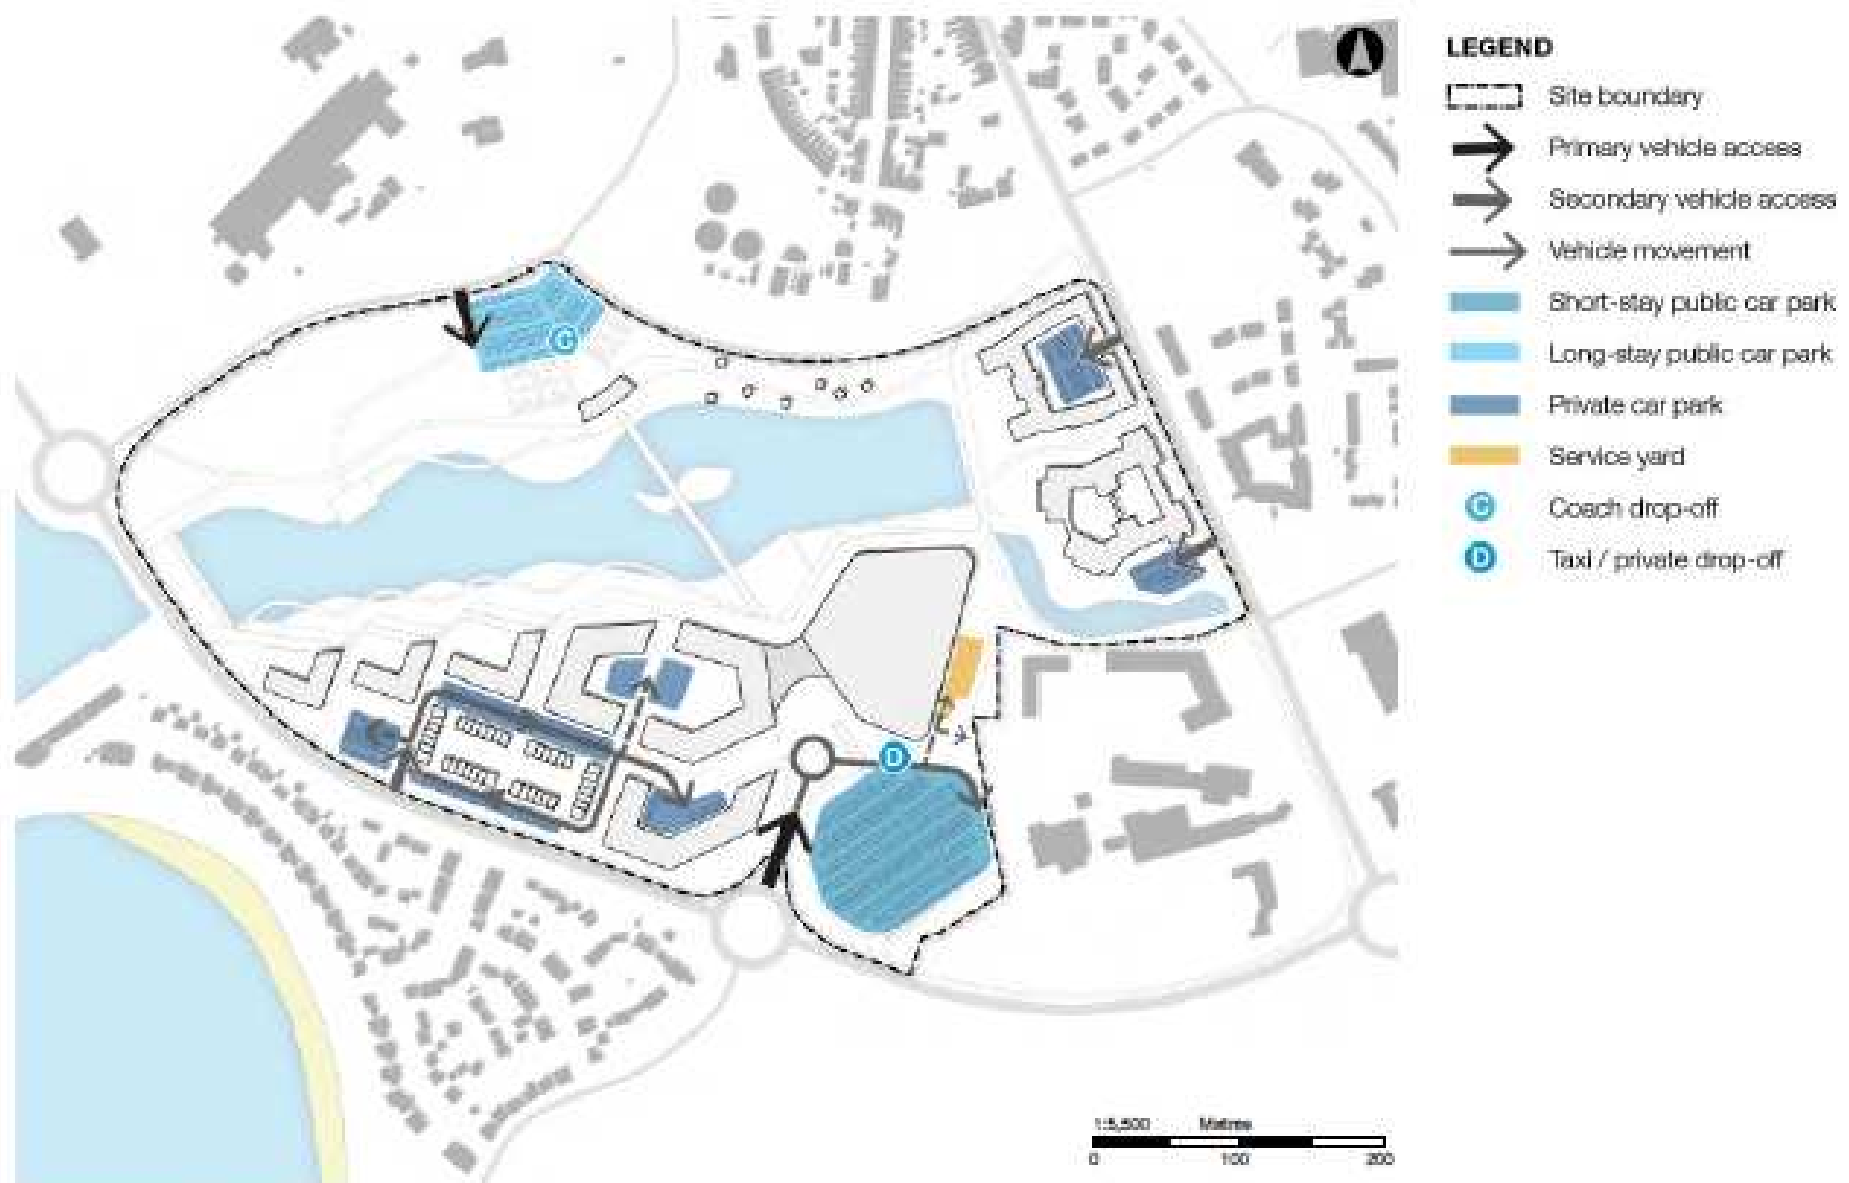 LEGEND
Site boundary
Primary vehicle access
Secondary vehicle access
Vehicle movement
Short-stay public car park
Long-stay public car park
Private car park
Service yard
C Coach drop-off
D Taxi / private drop-off
C
D
1:5,500 Metres
0 100 200